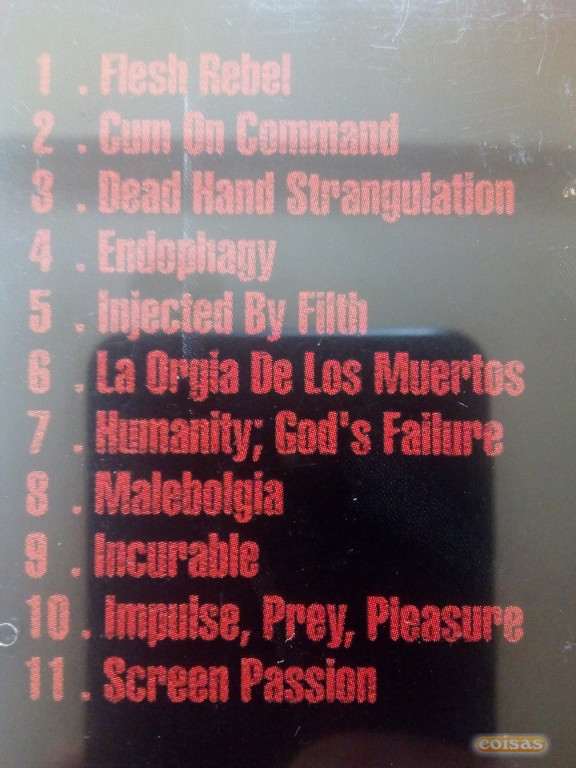 1 . Flesh Rebel
2 . Cum On Command
3 . Dead Hand Strangulation
4 . Endophagy
5 . Injected By Filth
6 . La Orgia De Los Muertos
7 . Humanity; God's Failure
8 . Malebolgia
9 . Incurable
10 . Impulse, Prey, Pleasure
11 . Screen Passion
coisas